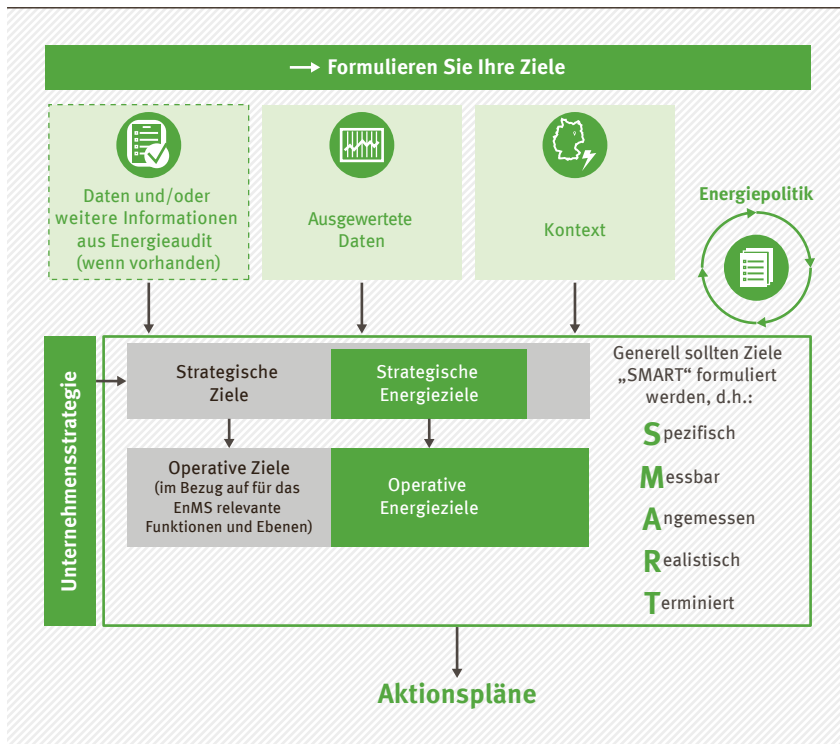 → Formulieren Sie Ihre Ziele
Daten und/oder
weitere Informationen
aus Energieaudit
(wenn vorhanden)
Ausgewertete
Daten
Kontext
Energiepolitik
Unternehmensstrategie
Strategische
Ziele
Strategische
Energieziele
Operative Ziele
(im Bezug auf für das
EnMS relevante
Funktionen und Ebenen)
Operative
Energieziele
Generell sollten Ziele
„SMART“ formuliert
werden, d.h.:
Spezifisch
Messbar
Angemessen
Realistisch
Terminiert
Aktionspläne